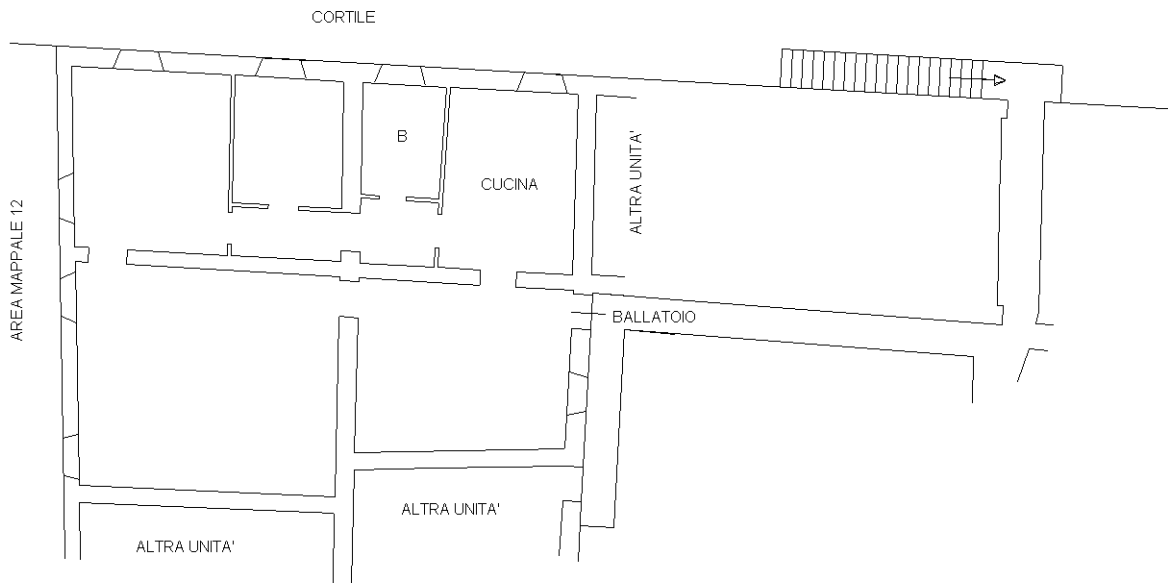 CORTILE
B
CUCINA
ALTRA UNITA'
AREA MAPPALE 12
BALLATOIO
ALTRA UNITA'
ALTRA UNITA'